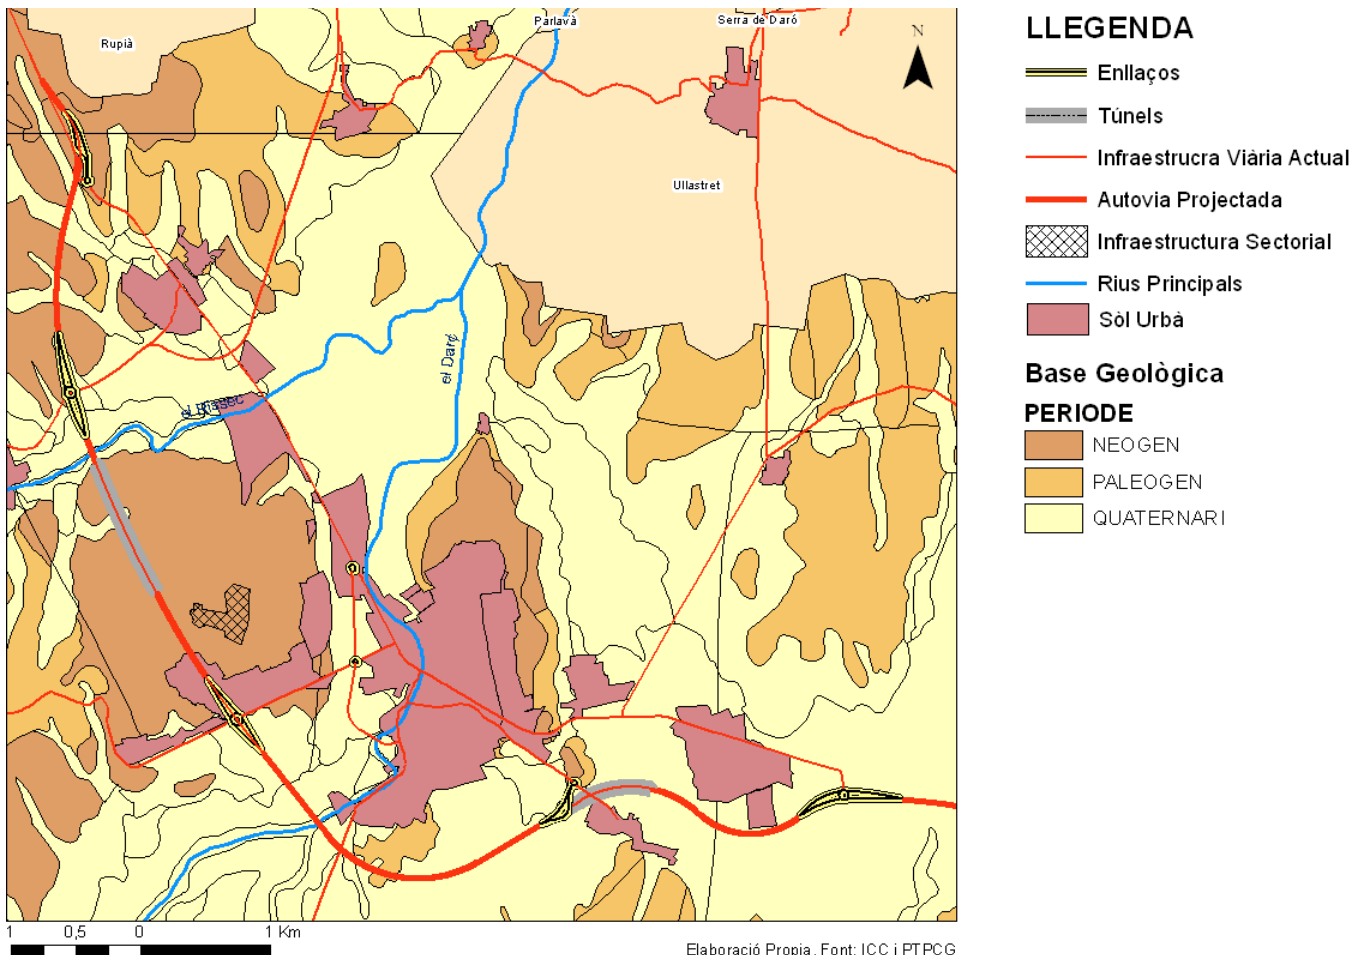 Parlavà
Serra de Daró
Rupià
N
Ullastret
el Daró
el Rissec
1 0,5 0 1 Km
Elaboració Propia. Font: ICC i PTPCG
LLEGENDA
Enllaços
Túnels
Infraestrucra Viària Actual
Autovia Projectada
Infraestructura Sectorial
Rius Principals
Sòl Urbà
Base Geològica
PERIODE
NEOGEN
PALEOGEN
QUATERNARI